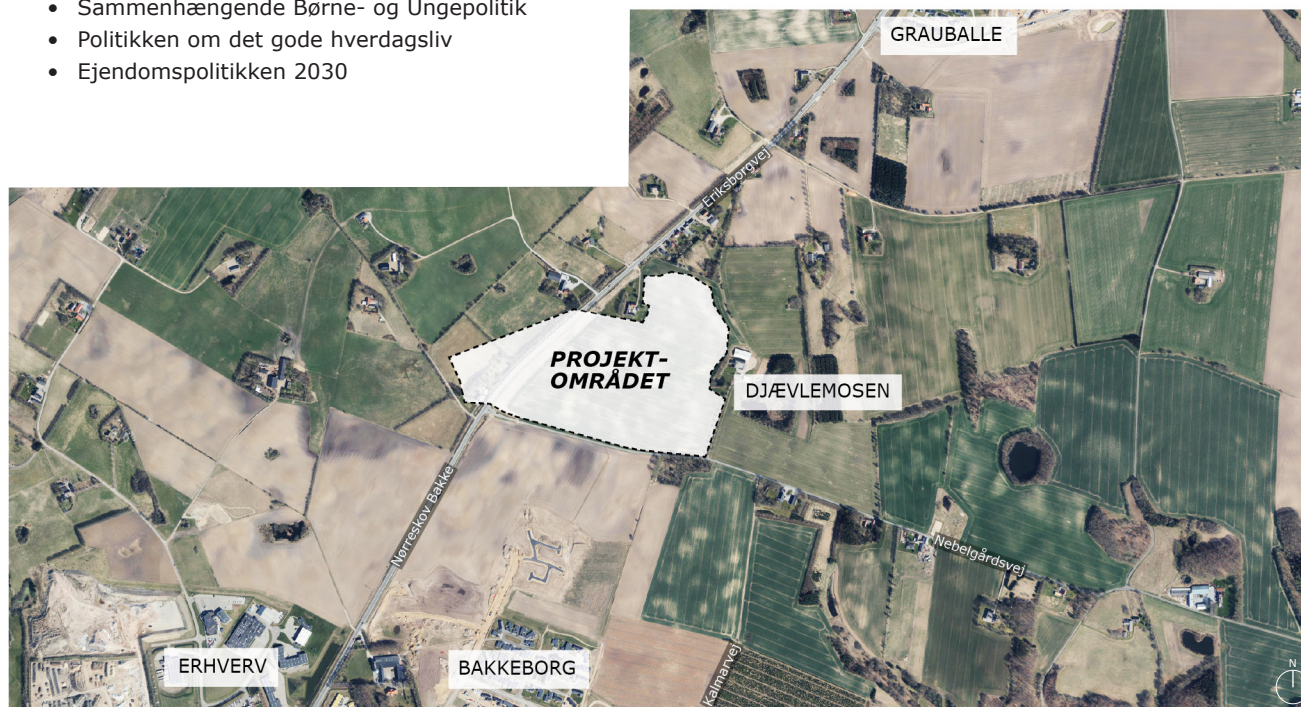 • Sammenhængende Børne- og Ungepolitik
• Politikken om det gode hverdagsliv
• Ejendomspolitikken 2030
GRAUBALLE
Eriksborgvej
PROJEKT-
OMRÅDET
DJÆVLEMOSEN
Nørreskov Bakke
Nebelgårdsvej
ERHVERV
BAKKEBORG
Kalmarvej
N